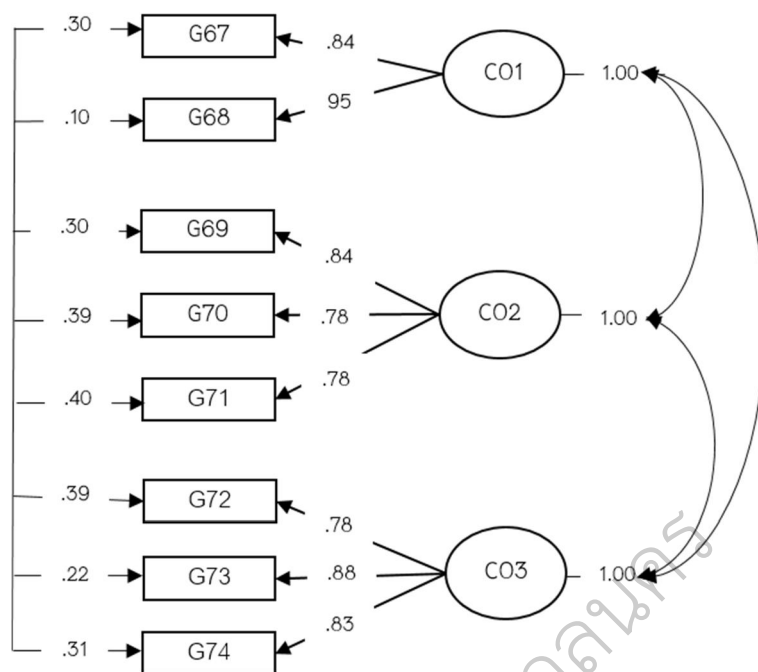 .30 G67 .84 CO1 1.00
.10 G68 95
.30 G69 .84
.39 G70 .78 CO2 1.00
.40 G71 .78
.39 G72 .78
.22 G73 .88 CO3 1.00
.31 G74 .83